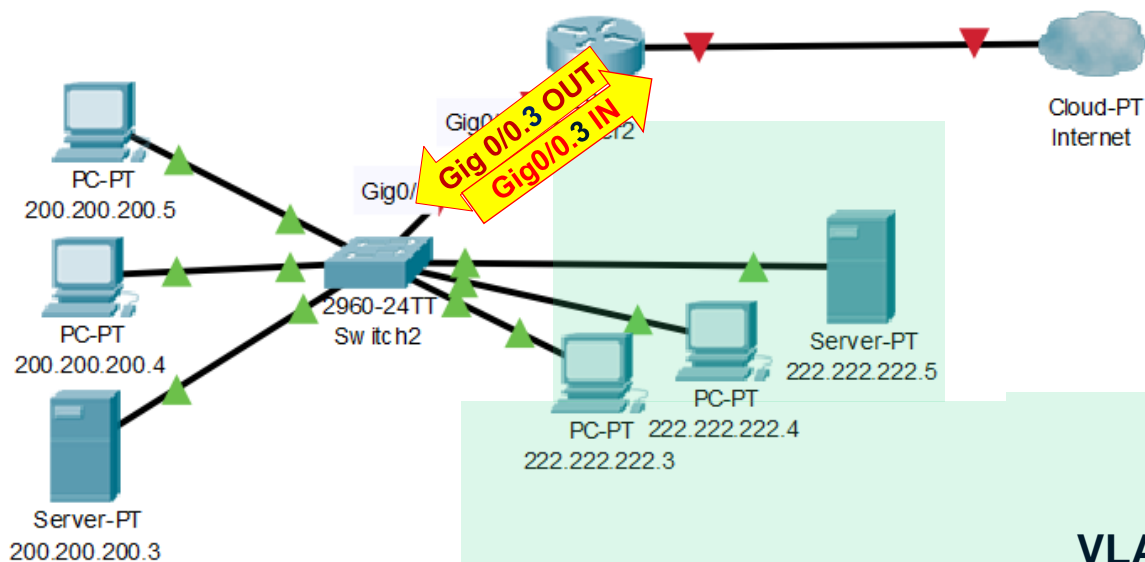 Cloud-PT
Internet
Gig 0/0.3 OUT
Gig0/0.3 IN
Gig0/
Gig0/
PC-PT
200.200.200.5
PC-PT
200.200.200.4
2960-24TT
Switch2
Server-PT
222.222.222.5
PC-PT
222.222.222.4
PC-PT
222.222.222.3
Server-PT
200.200.200.3